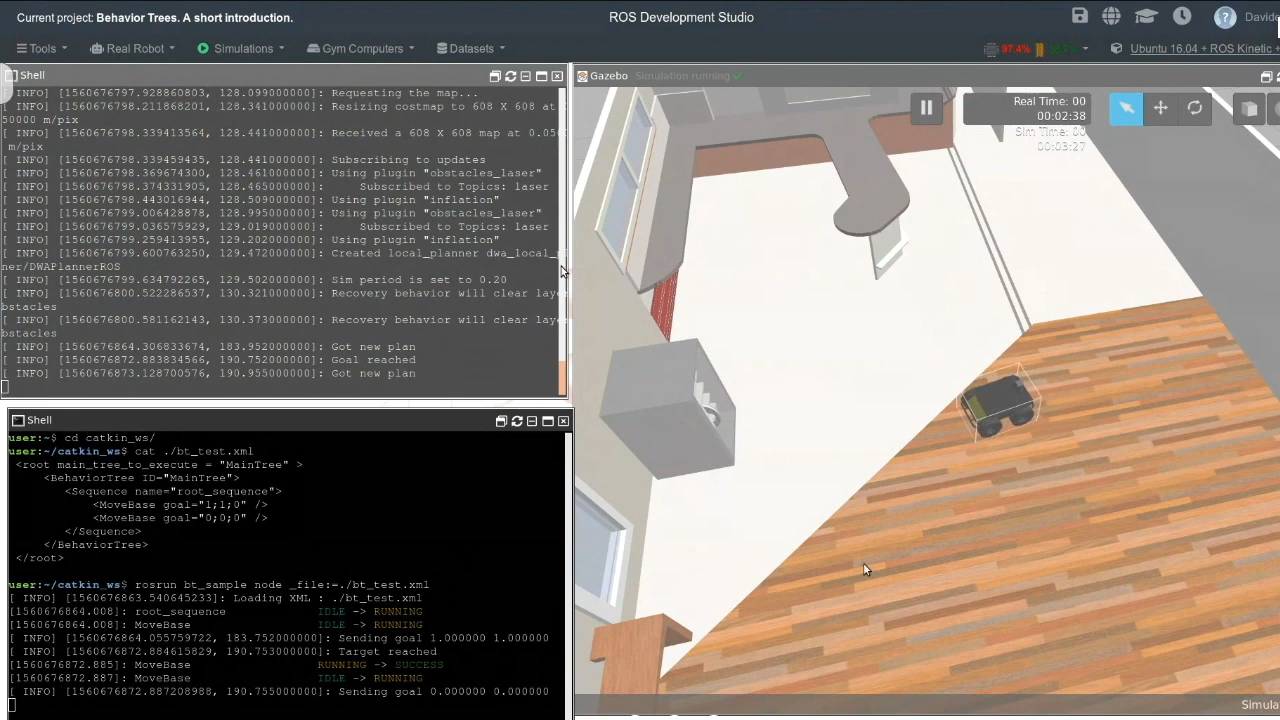 Current project: Behavior Trees. A short introduction.
ROS Development Studio
Davide
Tools
Real Robot
Simulations
Gym Computers
Datasets
97.4%
Ubuntu 16.04 + ROS Kinetic +
Shell
[ INFO] [1560676797.928860803, 128.099000000]: Requesting the map...
[ INFO] [1560676798.211868201, 128.341000000]: Resizing costmap to 608 X 608 at
50000 m/pix
[ INFO] [1560676798.339413564, 128.441000000]: Received a 608 X 608 map at 0.050
m/pix
[ INFO] [1560676798.339459435, 128.441000000]: Subscribing to updates
[ INFO] [1560676798.369674300, 128.461000000]: Using plugin "obstacles_laser"
[ INFO] [1560676798.374331905, 128.465000000]: Subscribed to Topics: laser
[ INFO] [1560676798.443016944, 128.509000000]: Using plugin "inflation"
[ INFO] [1560676799.006428878, 128.995000000]: Using plugin "obstacles_laser"
[ INFO] [1560676799.036575929, 129.019000000]: Subscribed to Topics: laser
[ INFO] [1560676799.259413955, 129.202000000]: Using plugin "inflation"
[ INFO] [1560676799.600763250, 129.472000000]: Created local_planner dwa_local_p
ner/DWAPlannerROS
[ INFO] [1560676799.634792265, 129.502000000]: Sim period is set to 0.20
[ INFO] [1560676800.522286537, 130.321000000]: Recovery behavior will clear laye
bstacles
[ INFO] [1560676800.581162143, 130.373000000]: Recovery behavior will clear laye
bstacles
[ INFO] [1560676864.306833674, 183.952000000]: Got new plan
[ INFO] [1560676872.883834566, 190.752000000]: Goal reached
[ INFO] [1560676873.128700576, 190.955000000]: Got new plan
Shell
user:~$ cd catkin_ws/
user:~/catkin_ws$ cat ./bt_test.xml
<root main_tree_to_execute = "MainTree" >
<BehaviorTree ID="MainTree">
<Sequence name="root_sequence">
<MoveBase goal="1;1;0" />
<MoveBase goal="0;0;0" />
</Sequence>
</BehaviorTree>
</root>
user:~/catkin_ws$ rosrun bt_sample node _file:=./bt_test.xml
[ INFO] [1560676863.540645233]: Loading XML : ./bt_test.xml
[1560676864.008]: root_sequence IDLE -> RUNNING
[1560676864.008]: MoveBase IDLE -> RUNNING
[ INFO] [1560676864.055759722, 183.752000000]: Sending goal 1.000000 1.000000
[ INFO] [1560676872.884615829, 190.753000000]: Target reached
[1560676872.885]: MoveBase RUNNING -> SUCCESS
[1560676872.887]: MoveBase IDLE -> RUNNING
[ INFO] [1560676872.887208988, 190.755000000]: Sending goal 0.000000 0.000000
Gazebo Simulation running
Real Time: 00
00:02:38
Sim Time: 00
00:03:27
Simula